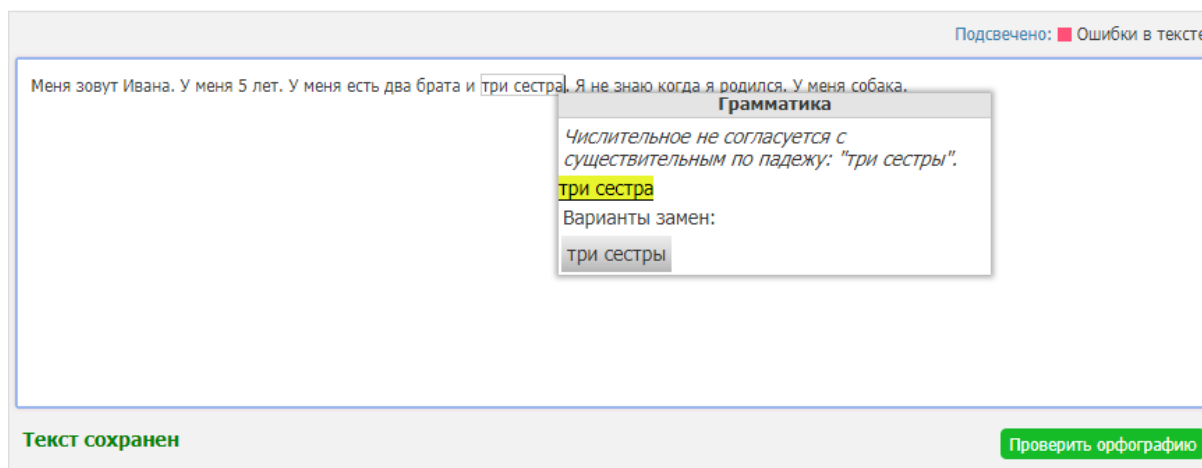 Подсвечено: Ошибки в тексте
Меня зовут Ивана. У меня 5 лет. У меня есть два брата и три сестра. Я не знаю когда я родился. У меня собака.
Грамматика
Числительное не согласуется с
существительным по падежу: "три сестры".
три сестра
Варианты замен:
три сестры
Текст сохранен
Проверить орфографию